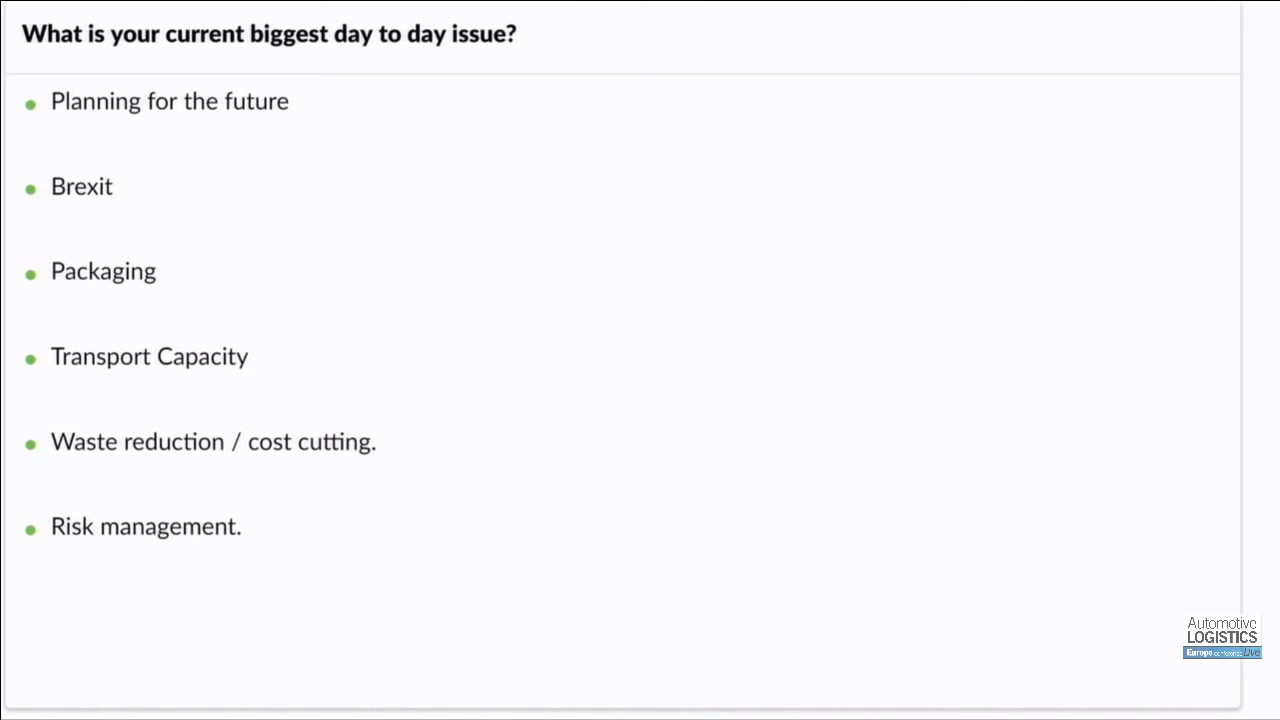 What is your current biggest day to day issue?
Planning for the future
Brexit
Packaging
Transport Capacity
Waste reduction / cost cutting.
Risk management.
Automotive
LOGISTICS
Europe conference Live